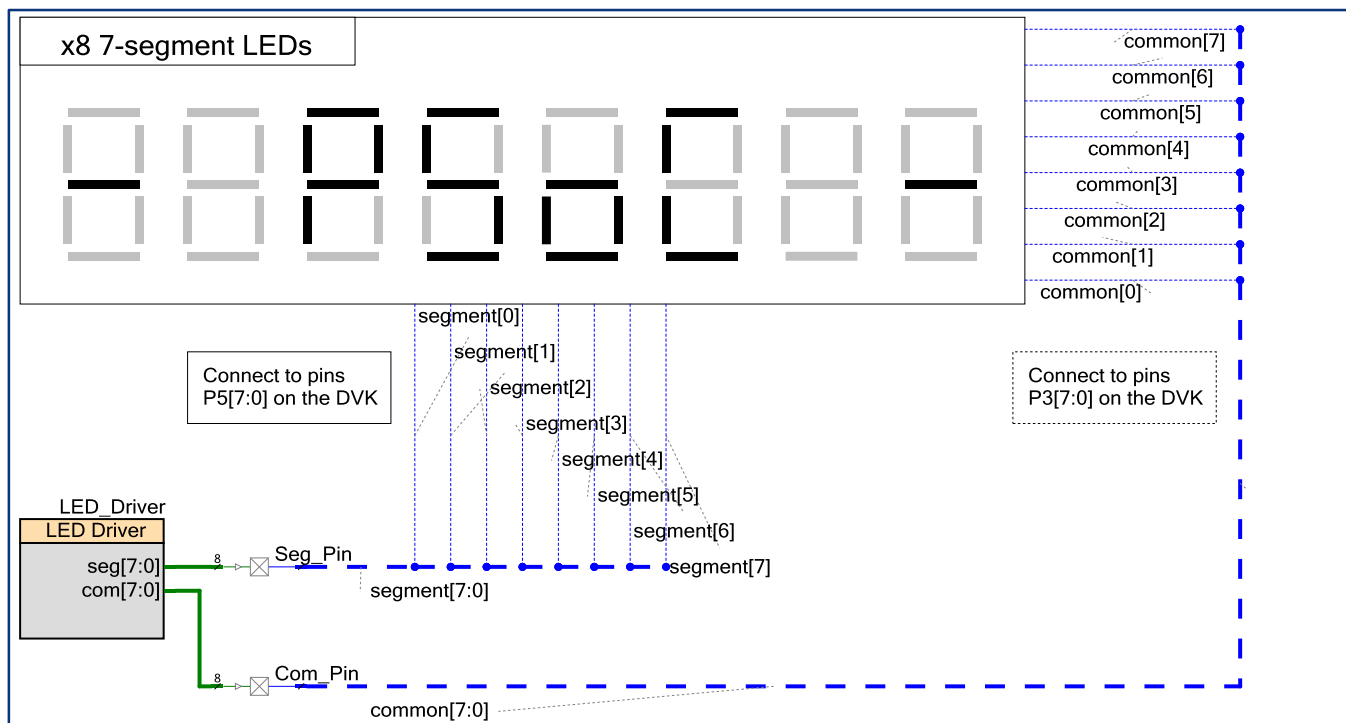 x8 7-segment LEDs
- PSoC -
common[7]
common[6]
common[5]
common[4]
common[3]
common[2]
common[1]
common[0]
segment[0]
segment[1]
segment[2]
segment[3]
segment[4]
segment[5]
segment[6]
segment[7]
Connect to pins
P5[7:0] on the DVK
Connect to pins
P3[7:0] on the DVK
LED_Driver
LED Driver
seg[7:0]
com[7:0]
8
Seg_Pin
segment[7:0]
8
Com_Pin
common[7:0]